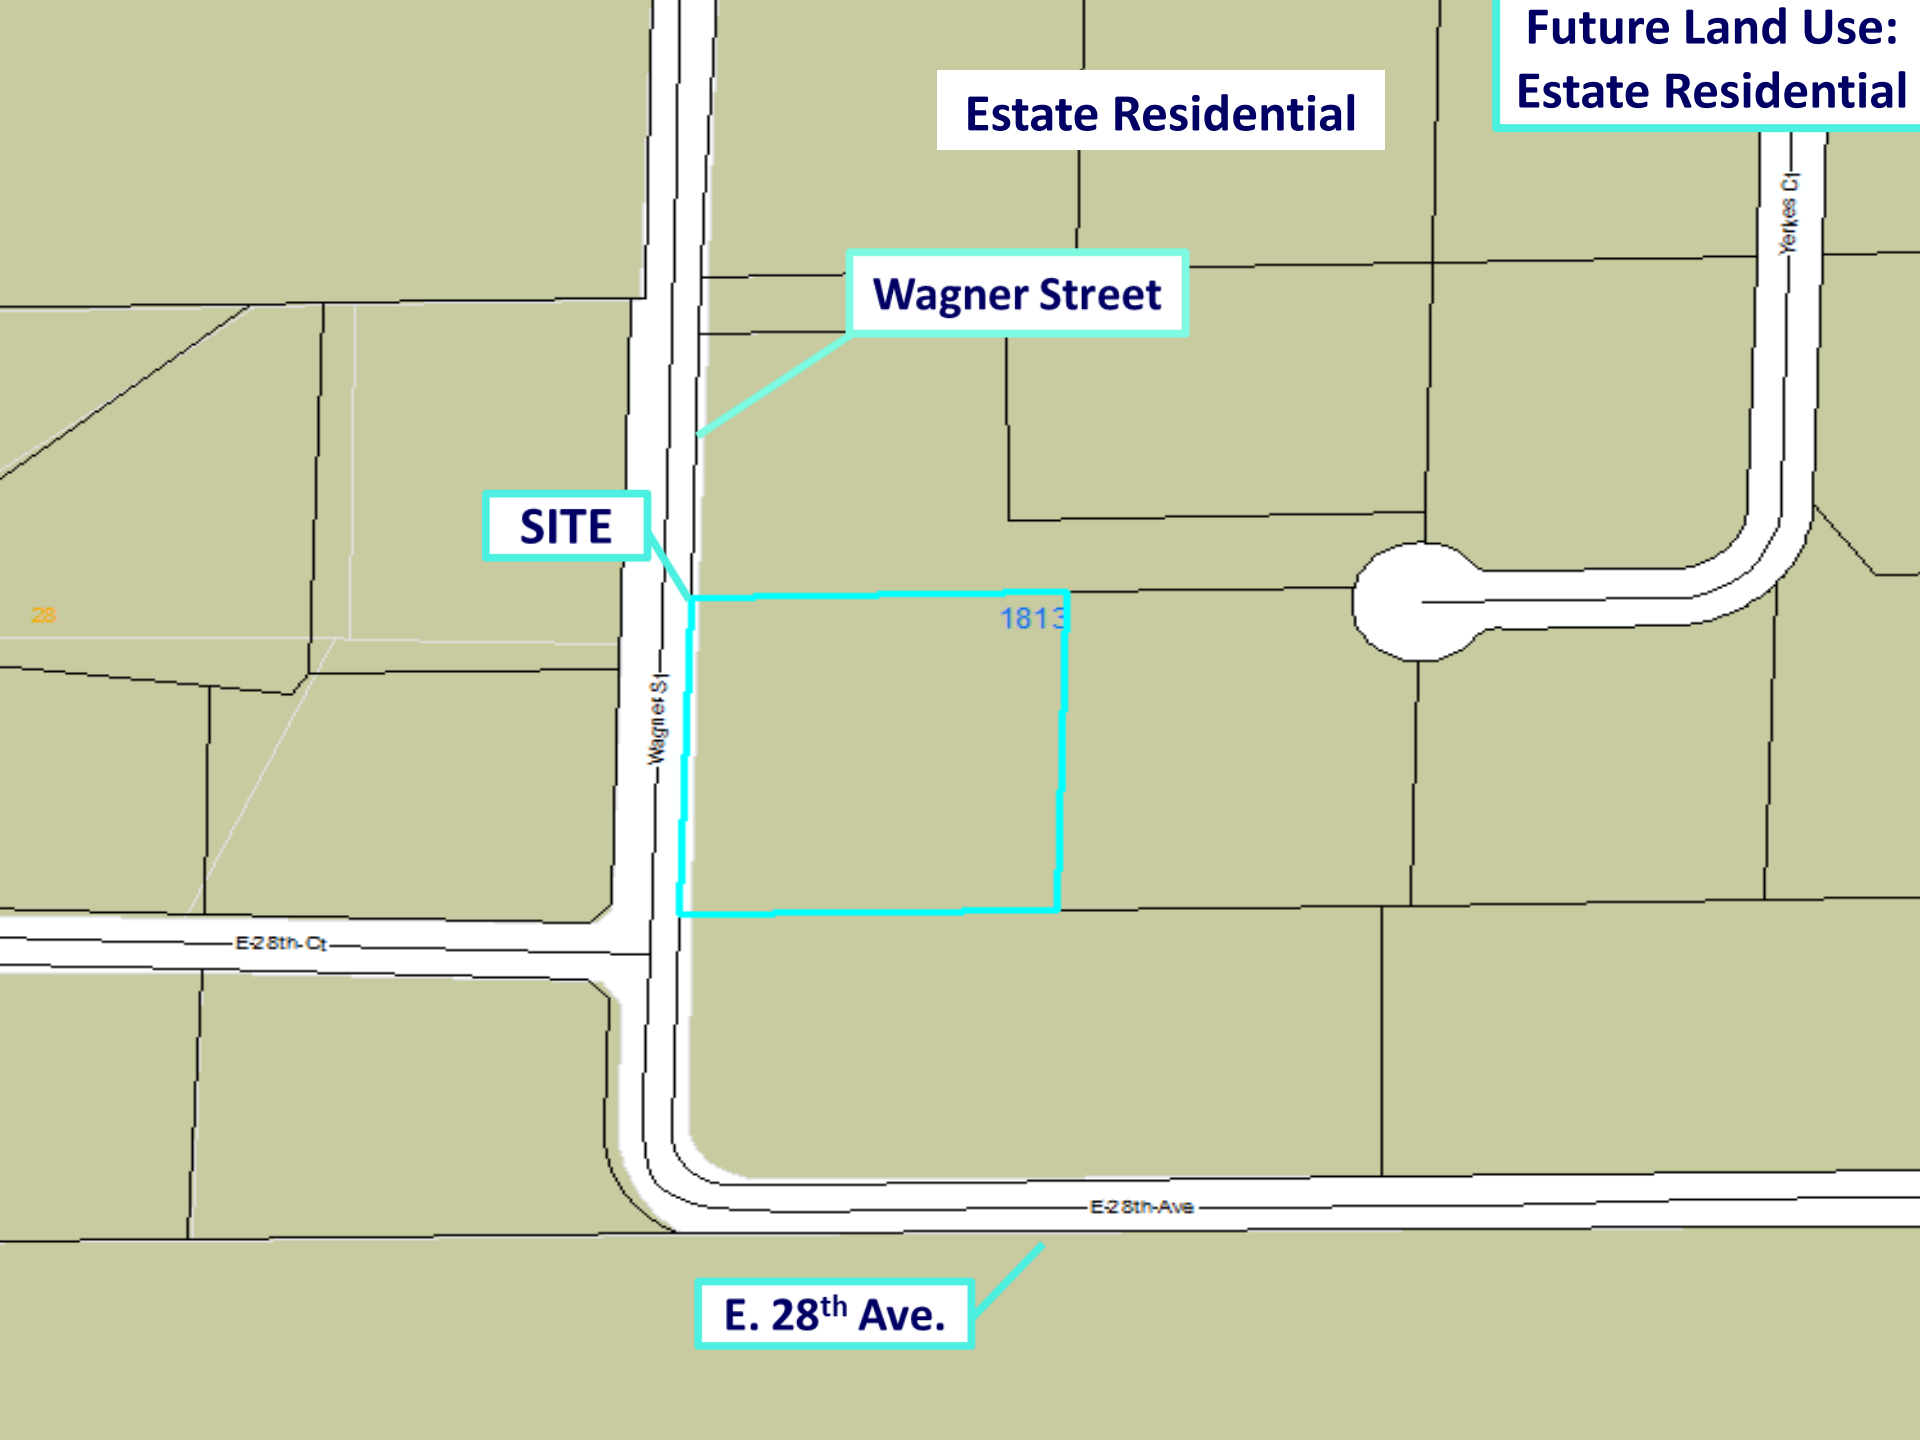 Future Land Use:
Estate Residential
Estate Residential
Yerkes Ct
Wagner Street
SITE
28
1813
Wagner St
E 28th Ct
E 28th Ave
E. 28th Ave.